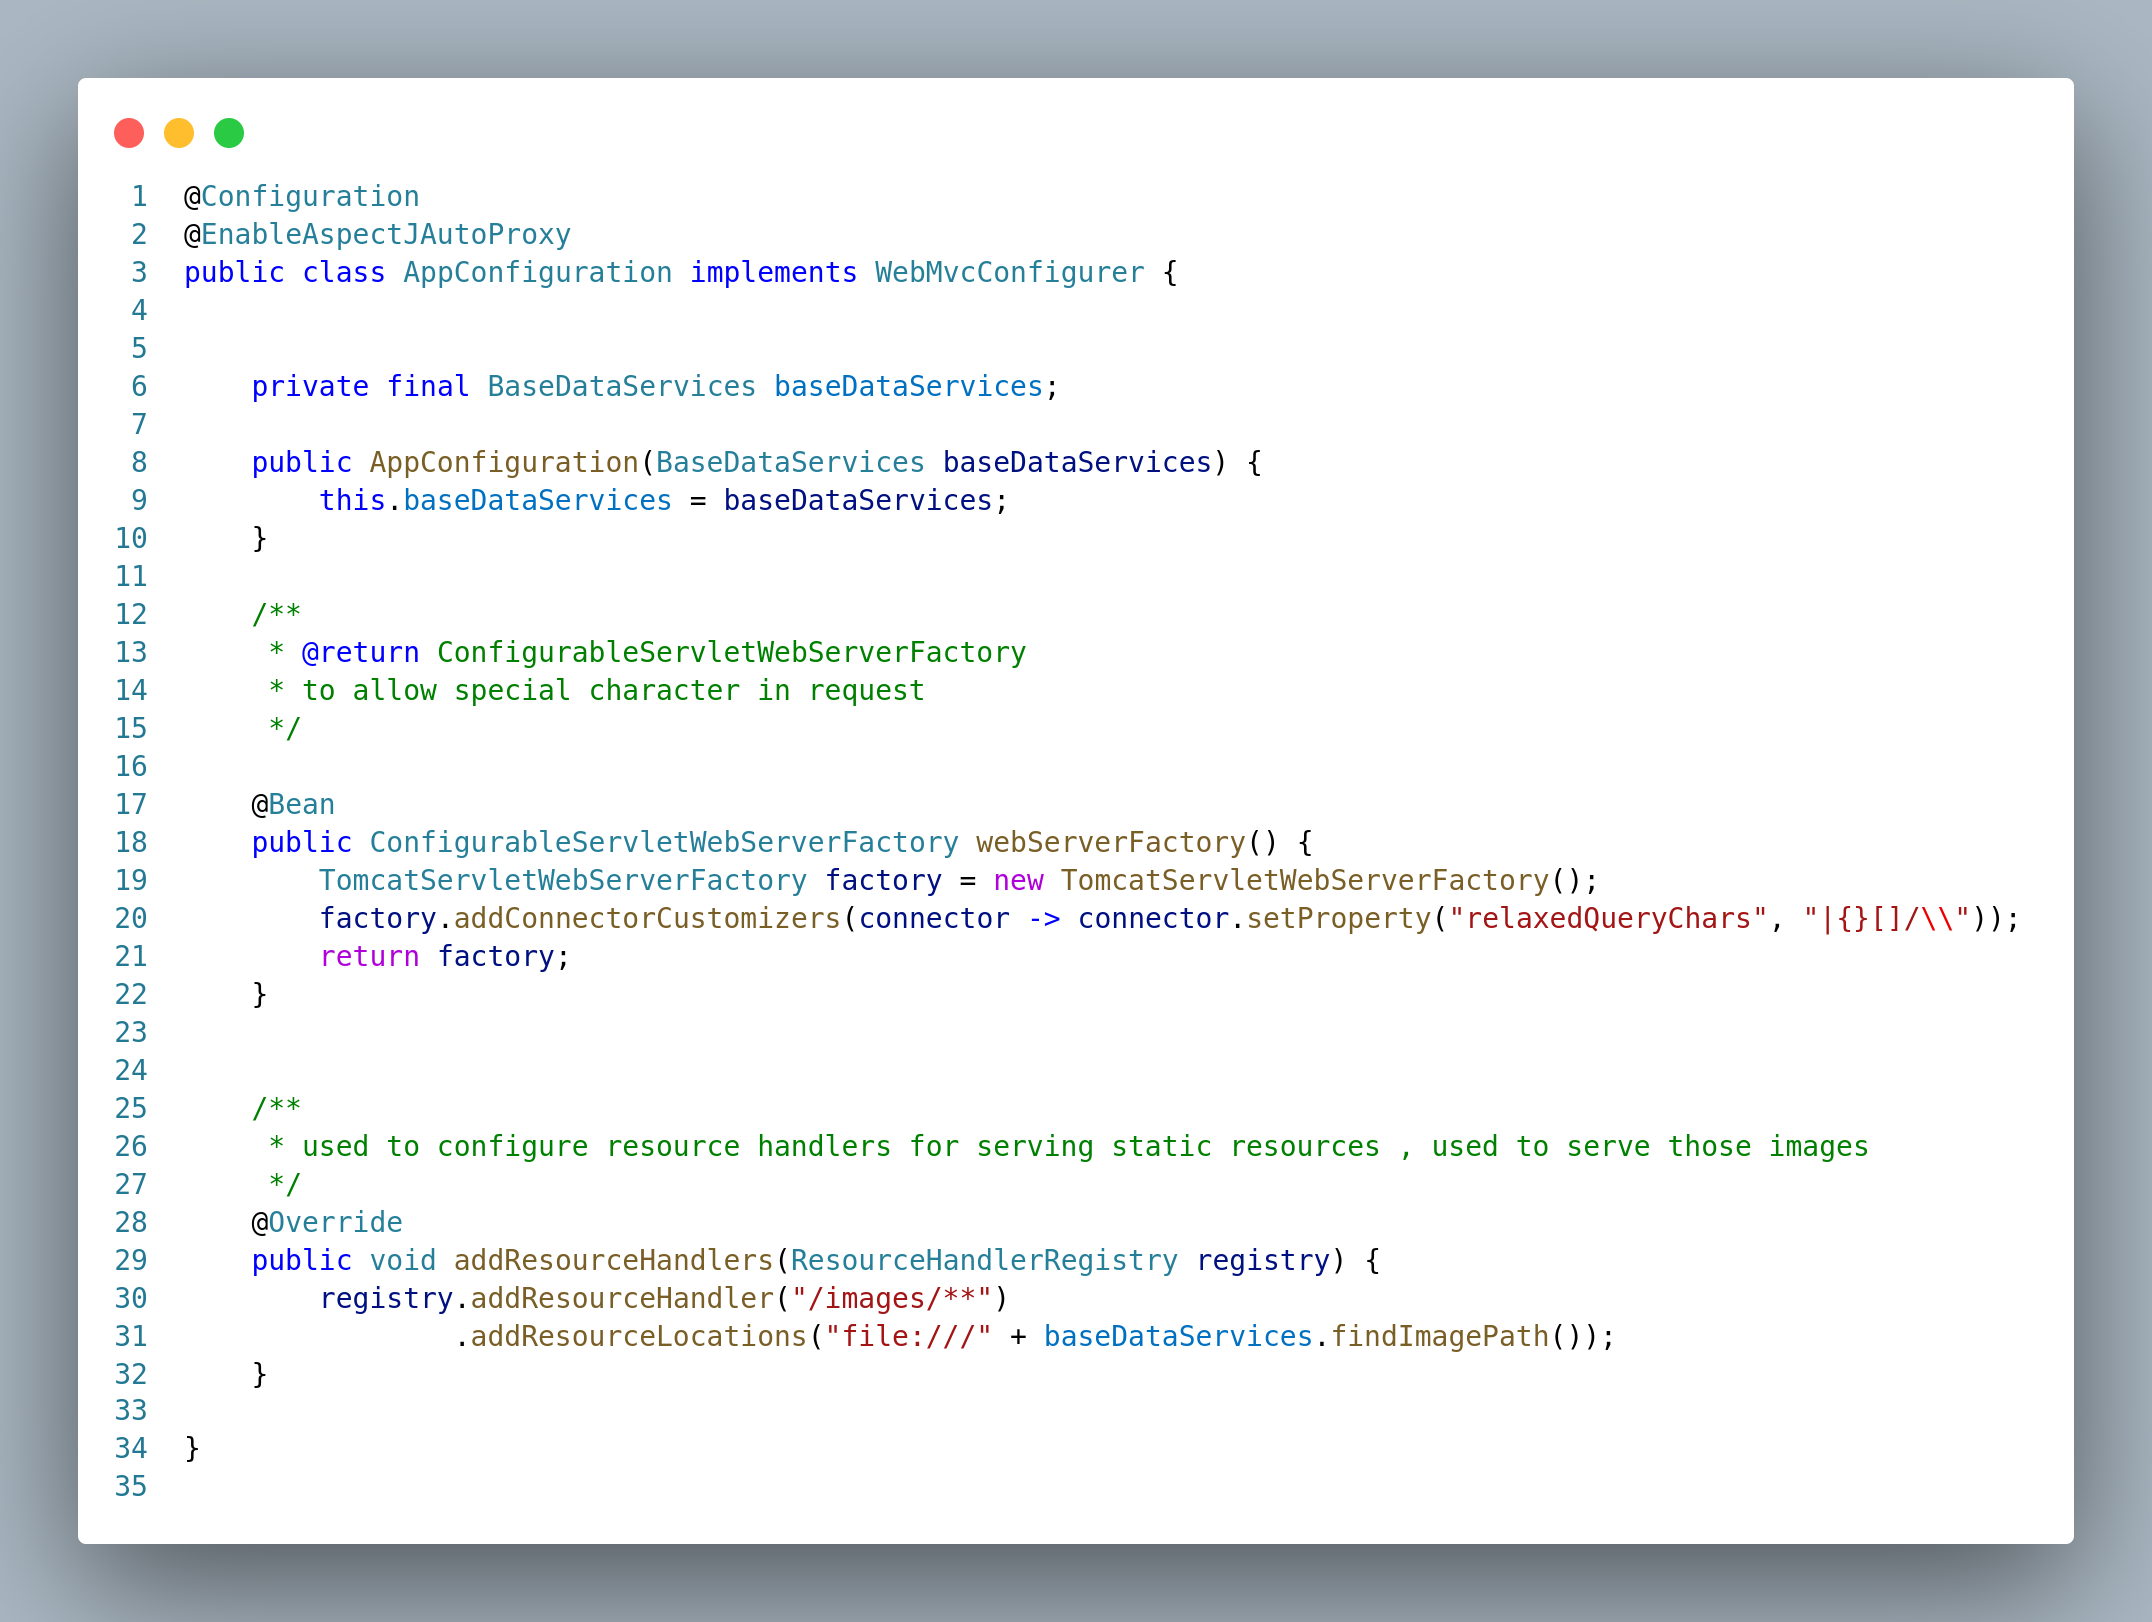 1 @Configuration
2 @EnableAspectJAutoProxy
3 public class AppConfiguration implements WebMvcConfigurer {
4
5
6     private final BaseDataServices baseDataServices;
7
8     public AppConfiguration(BaseDataServices baseDataServices) {
9         this.baseDataServices = baseDataServices;
10     }
11
12     /**
13      * @return ConfigurableServletWebServerFactory
14      * to allow special character in request
15      */
16
17     @Bean
18     public ConfigurableServletWebServerFactory webServerFactory() {
19         TomcatServletWebServerFactory factory = new TomcatServletWebServerFactory();
20         factory.addConnectorCustomizers(connector -> connector.setProperty("relaxedQueryChars", "|{}[]/\\"));
21         return factory;
22     }
23
24
25     /**
26      * used to configure resource handlers for serving static resources , used to serve those images
27      */
28     @Override
29     public void addResourceHandlers(ResourceHandlerRegistry registry) {
30         registry.addResourceHandler("/images/**")
31                 .addResourceLocations("file:///" + baseDataServices.findImagePath());
32     }
33
34 }
35